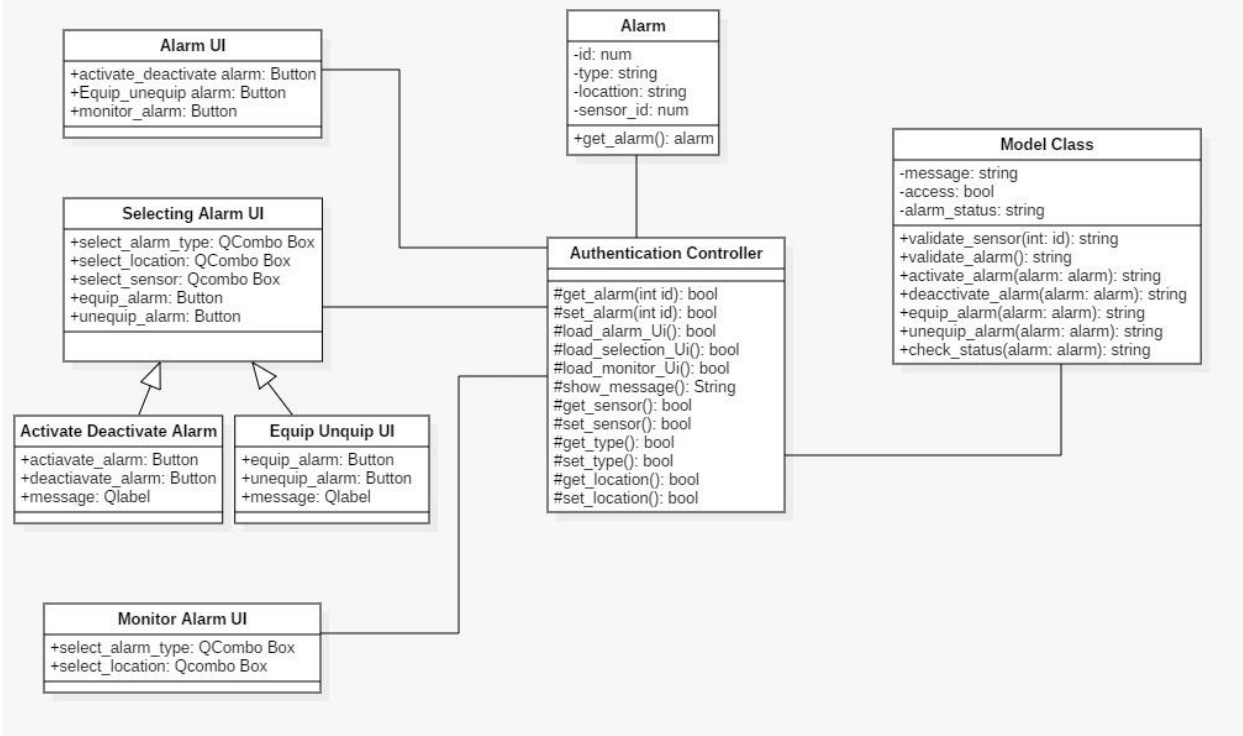 Alarm UI
+activate_deactivate alarm: Button
+Equip_unequip alarm: Button
+monitor_alarm: Button
Alarm
-id: num
-type: string
-locattion: string
-sensor_id: num
+get_alarm(): alarm
Model Class
-message: string
-access: bool
-alarm_status: string
+validate_sensor(int: id): string
+validate_alarm(): string
+activate_alarm(alarm: alarm): string
+deacctivate_alarm(alarm: alarm): string
+equip_alarm(alarm: alarm): string
+unequip_alarm(alarm: alarm): string
+check_status(alarm: alarm): string
Selecting Alarm UI
+select_alarm_type: QCombo Box
+select_location: QCombo Box
+select_sensor: Qcombo Box
+equip_alarm: Button
+unequip_alarm: Button
Authentication Controller
#get_alarm(int id): bool
#set_alarm(int id): bool
#load_alarm_Ui(): bool
#load_selection_Ui(): bool
#load_monitor_Ui(): bool
#show_message(): String
#get_sensor(): bool
#set_sensor(): bool
#get_type(): bool
#set_type(): bool
#get_location(): bool
#set_location(): bool
Activate Deactivate Alarm
+actiavate_alarm: Button
+deactiavate_alarm: Button
+message: Qlabel
Equip Unquip UI
+equip_alarm: Button
+unequip_alarm: Button
+message: Qlabel
Monitor Alarm UI
+select_alarm_type: QCombo Box
+select_location: Qcombo Box